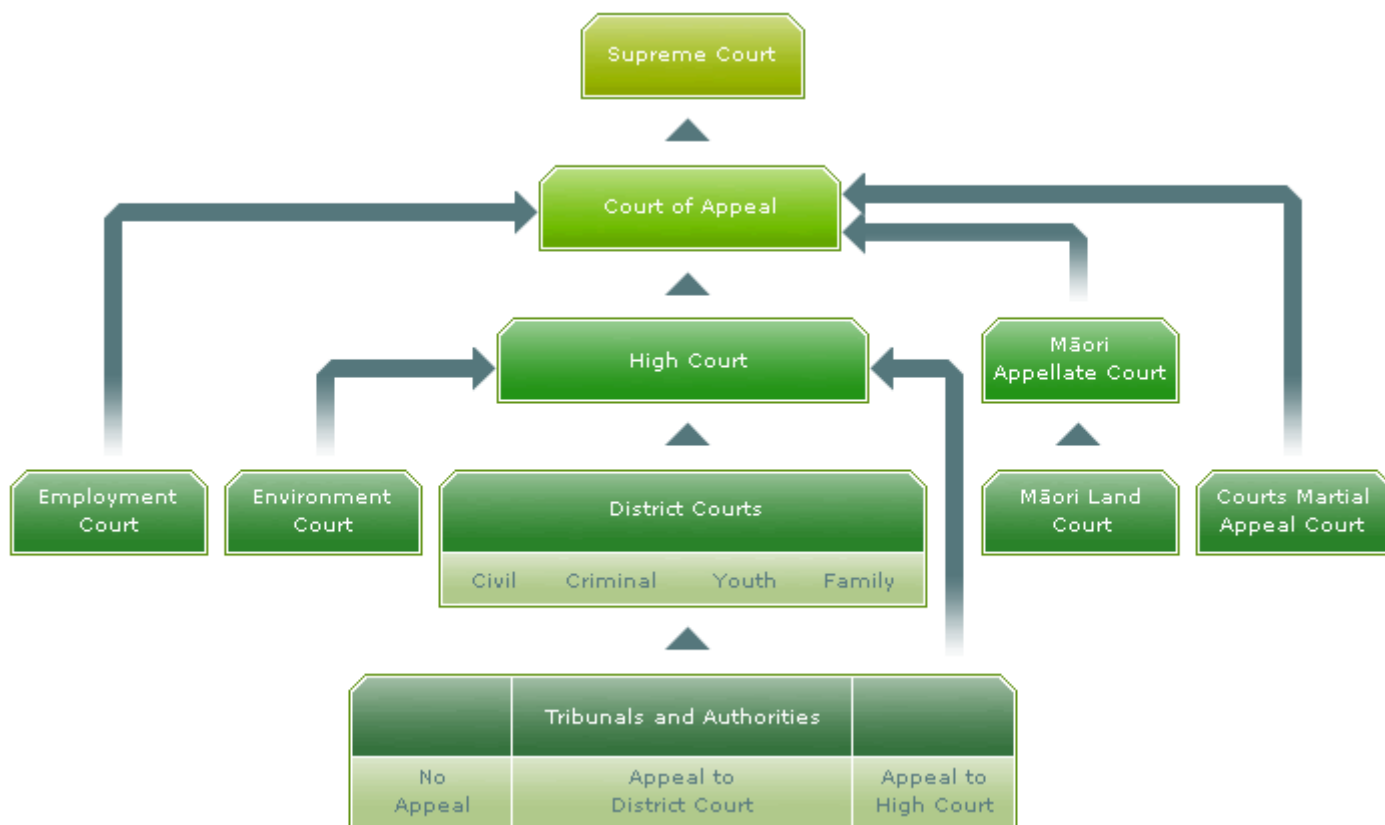 Supreme Court
Court of Appeal
High Court
Māori
Appellate Court
Employment
Court
Environment
Court
District Courts
Civil Criminal Youth Family
Māori Land
Court
Courts Martial
Appeal Court
Tribunals and Authorities
No
Appeal
Appeal to
District Court
Appeal to
High Court